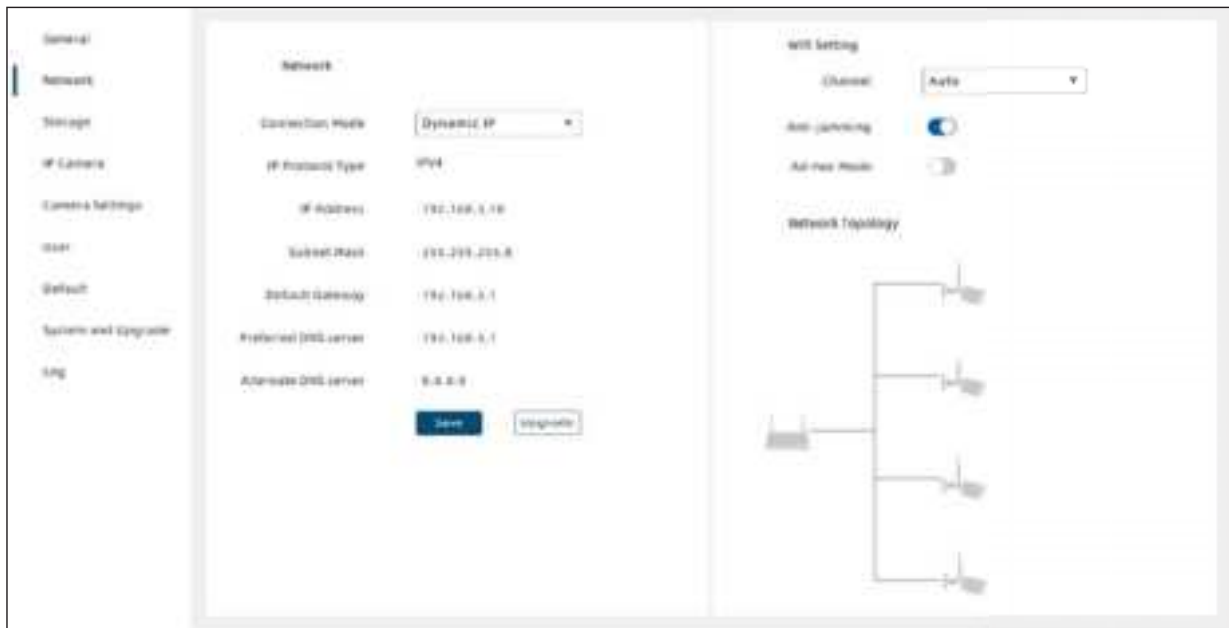 General
Network
Storage
IP Camera
Camera Settings
User
Default
System and Upgrade
Log
Network
Connection Mode
Dynamic IP
IP Protocol Type
IPV4
IP Address
Subnet Mask
Default Gateway
Preferred DNS server
Alternate DNS server
Save
Upgrade
Wifi Setting
Channel
Auto
Anti-jamming
Ad-Hoc Mode
Network Topology